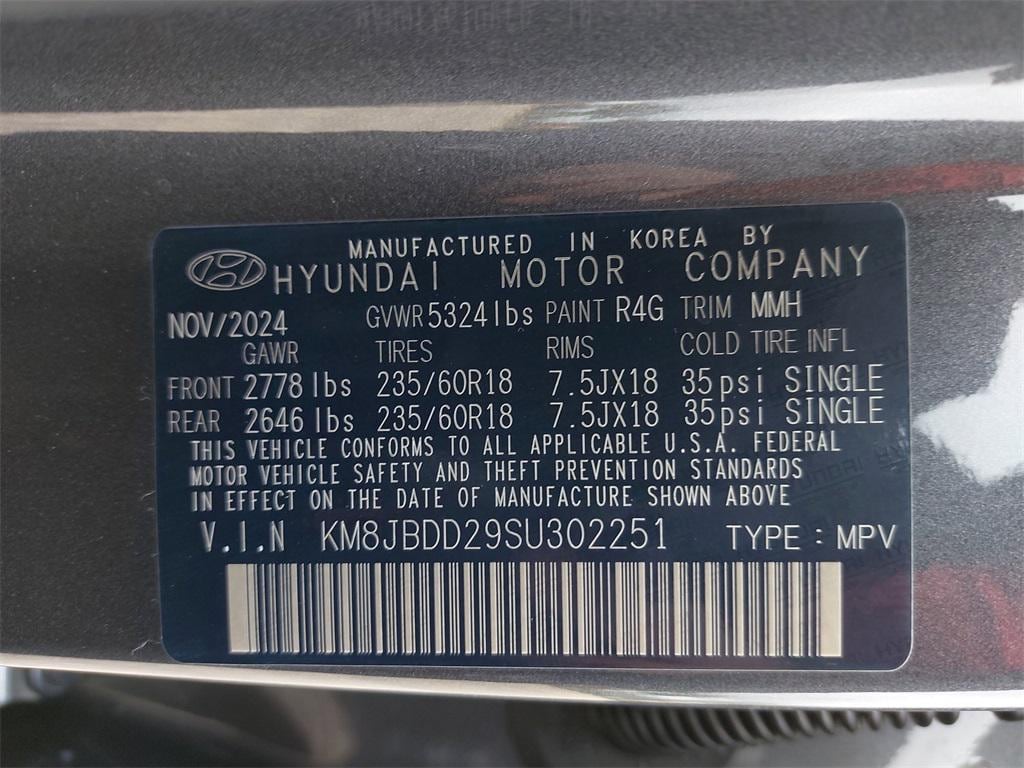 MANUFACTURED IN KOREA BY
HYUNDAI MOTOR COMPANY
NOV/2024 GVWR 5324lbs PAINT R4G TRIM MMH
GAWR TIRES RIMS COLD TIRE INFL
FRONT 2778 lbs 235/60R18 7.5JX18 35psi SINGLE
REAR 2646 lbs 235/60R18 7.5JX18 35psi SINGLE
THIS VEHICLE CONFORMS TO ALL APPLICABLE U.S.A. FEDERAL
MOTOR VEHICLE SAFETY AND THEFT PREVENTION STANDARDS
IN EFFECT ON THE DATE OF MANUFACTURE SHOWN ABOVE
V.I.N KM8JBDD29SU302251 TYPE : MPV